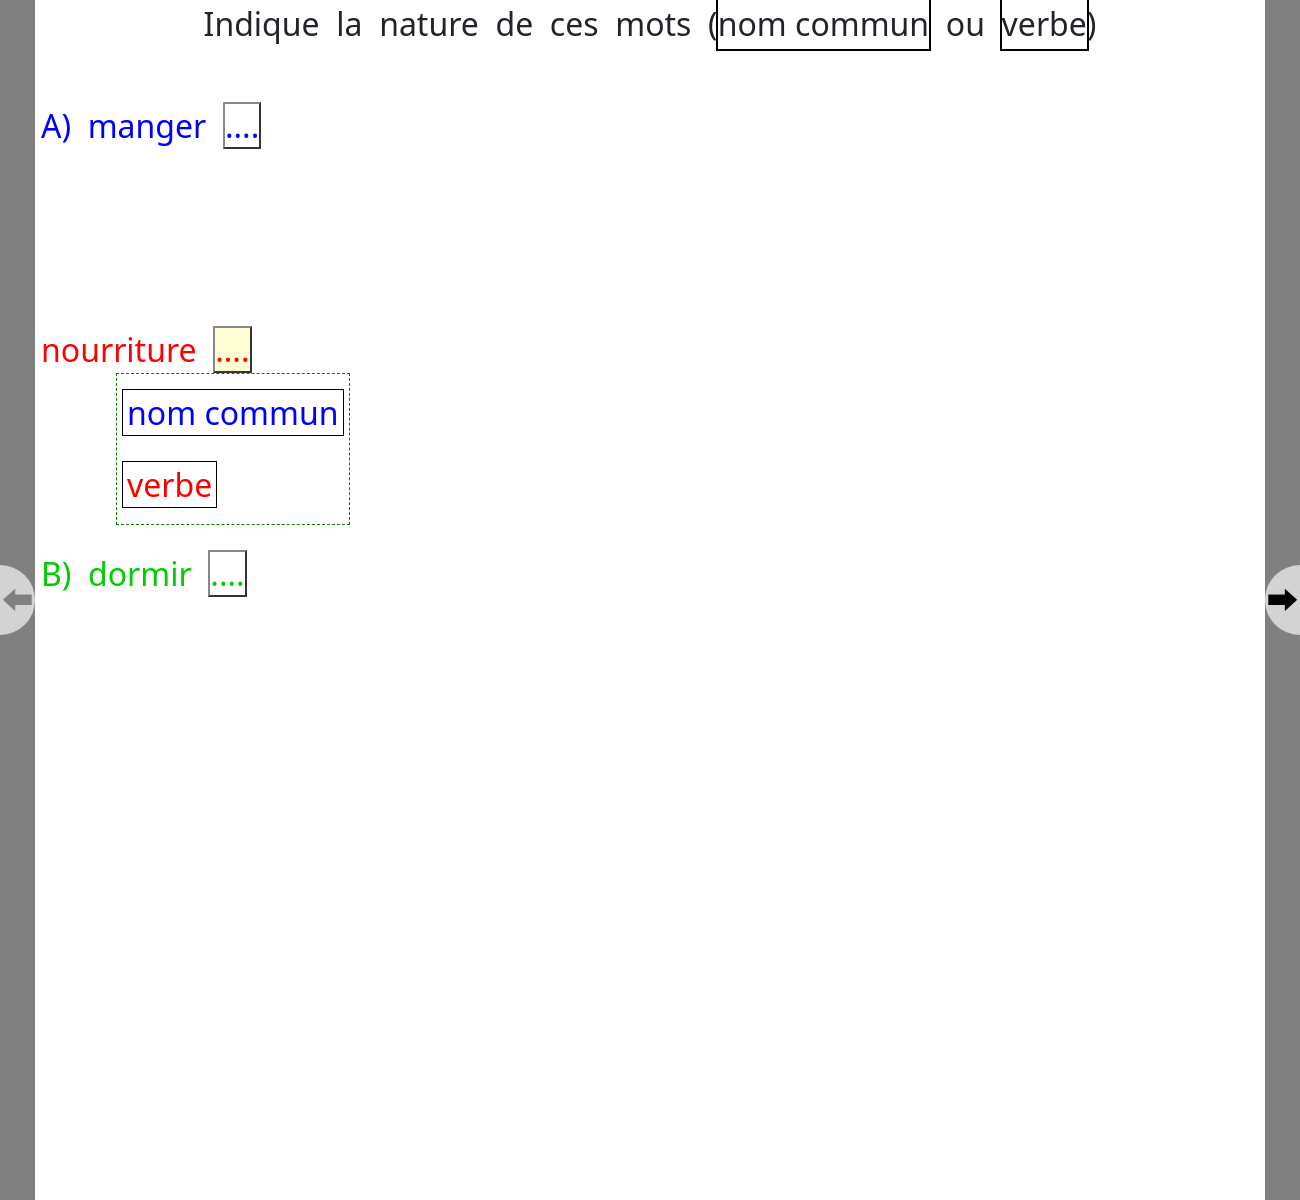 Indique la nature de ces mots (nom commun ou verbe)
A) manger ....
nourriture ....
nom commun
verbe
B) dormir ....